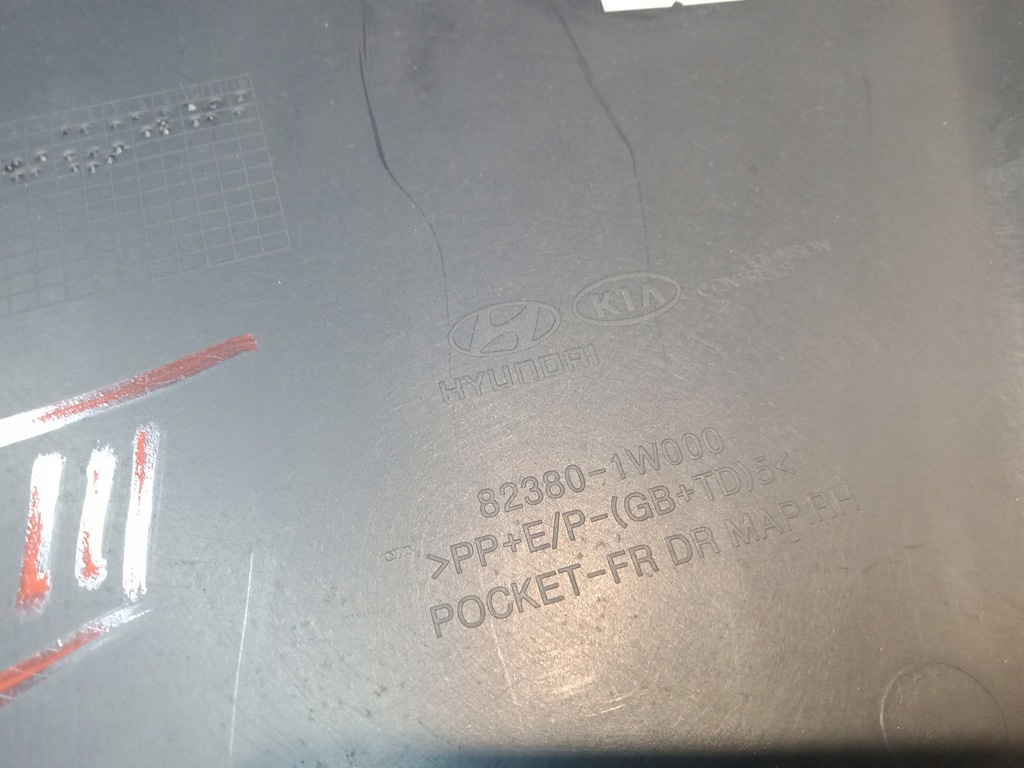 KIA
HYUNDAI
82380-1W000
>PP+E/P-(GB+TD)5<
POCKET-FR DR MAP RH